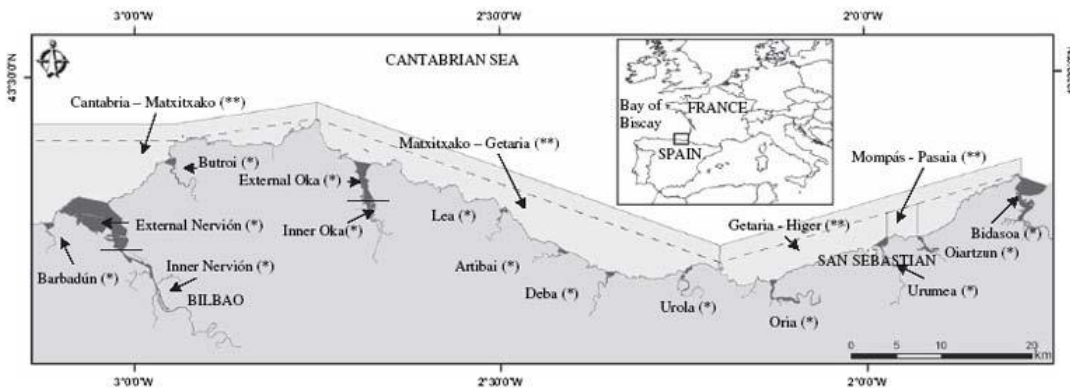 3°0'0"W
2°30'0"W
2°0'0"W
43°30'0"N
43°30'0"N
CANTABRIAN SEA
Cantabria – Matxitxako (**)
Bay of
Biscay
FRANCE
SPAIN
Butroi (*)
Matxitxako – Getaria (**)
Mompás - Pasaia (**)
External Oka (*)
External Nervión (*)
Inner Oka(*)
Lea (*)
Getaria - Higer (**)
Bidasoa(*)
Barbadún (*)
Inner Nervión (*)
Artibai (*)
SAN SEBASTIAN
Oiartzun (*)
BILBAO
Deba (*)
Urola (*)
Oria (*)
Urumea (*)
0 5 10 20
km
3°0'0"W
2°30'0"W
2°0'0"W